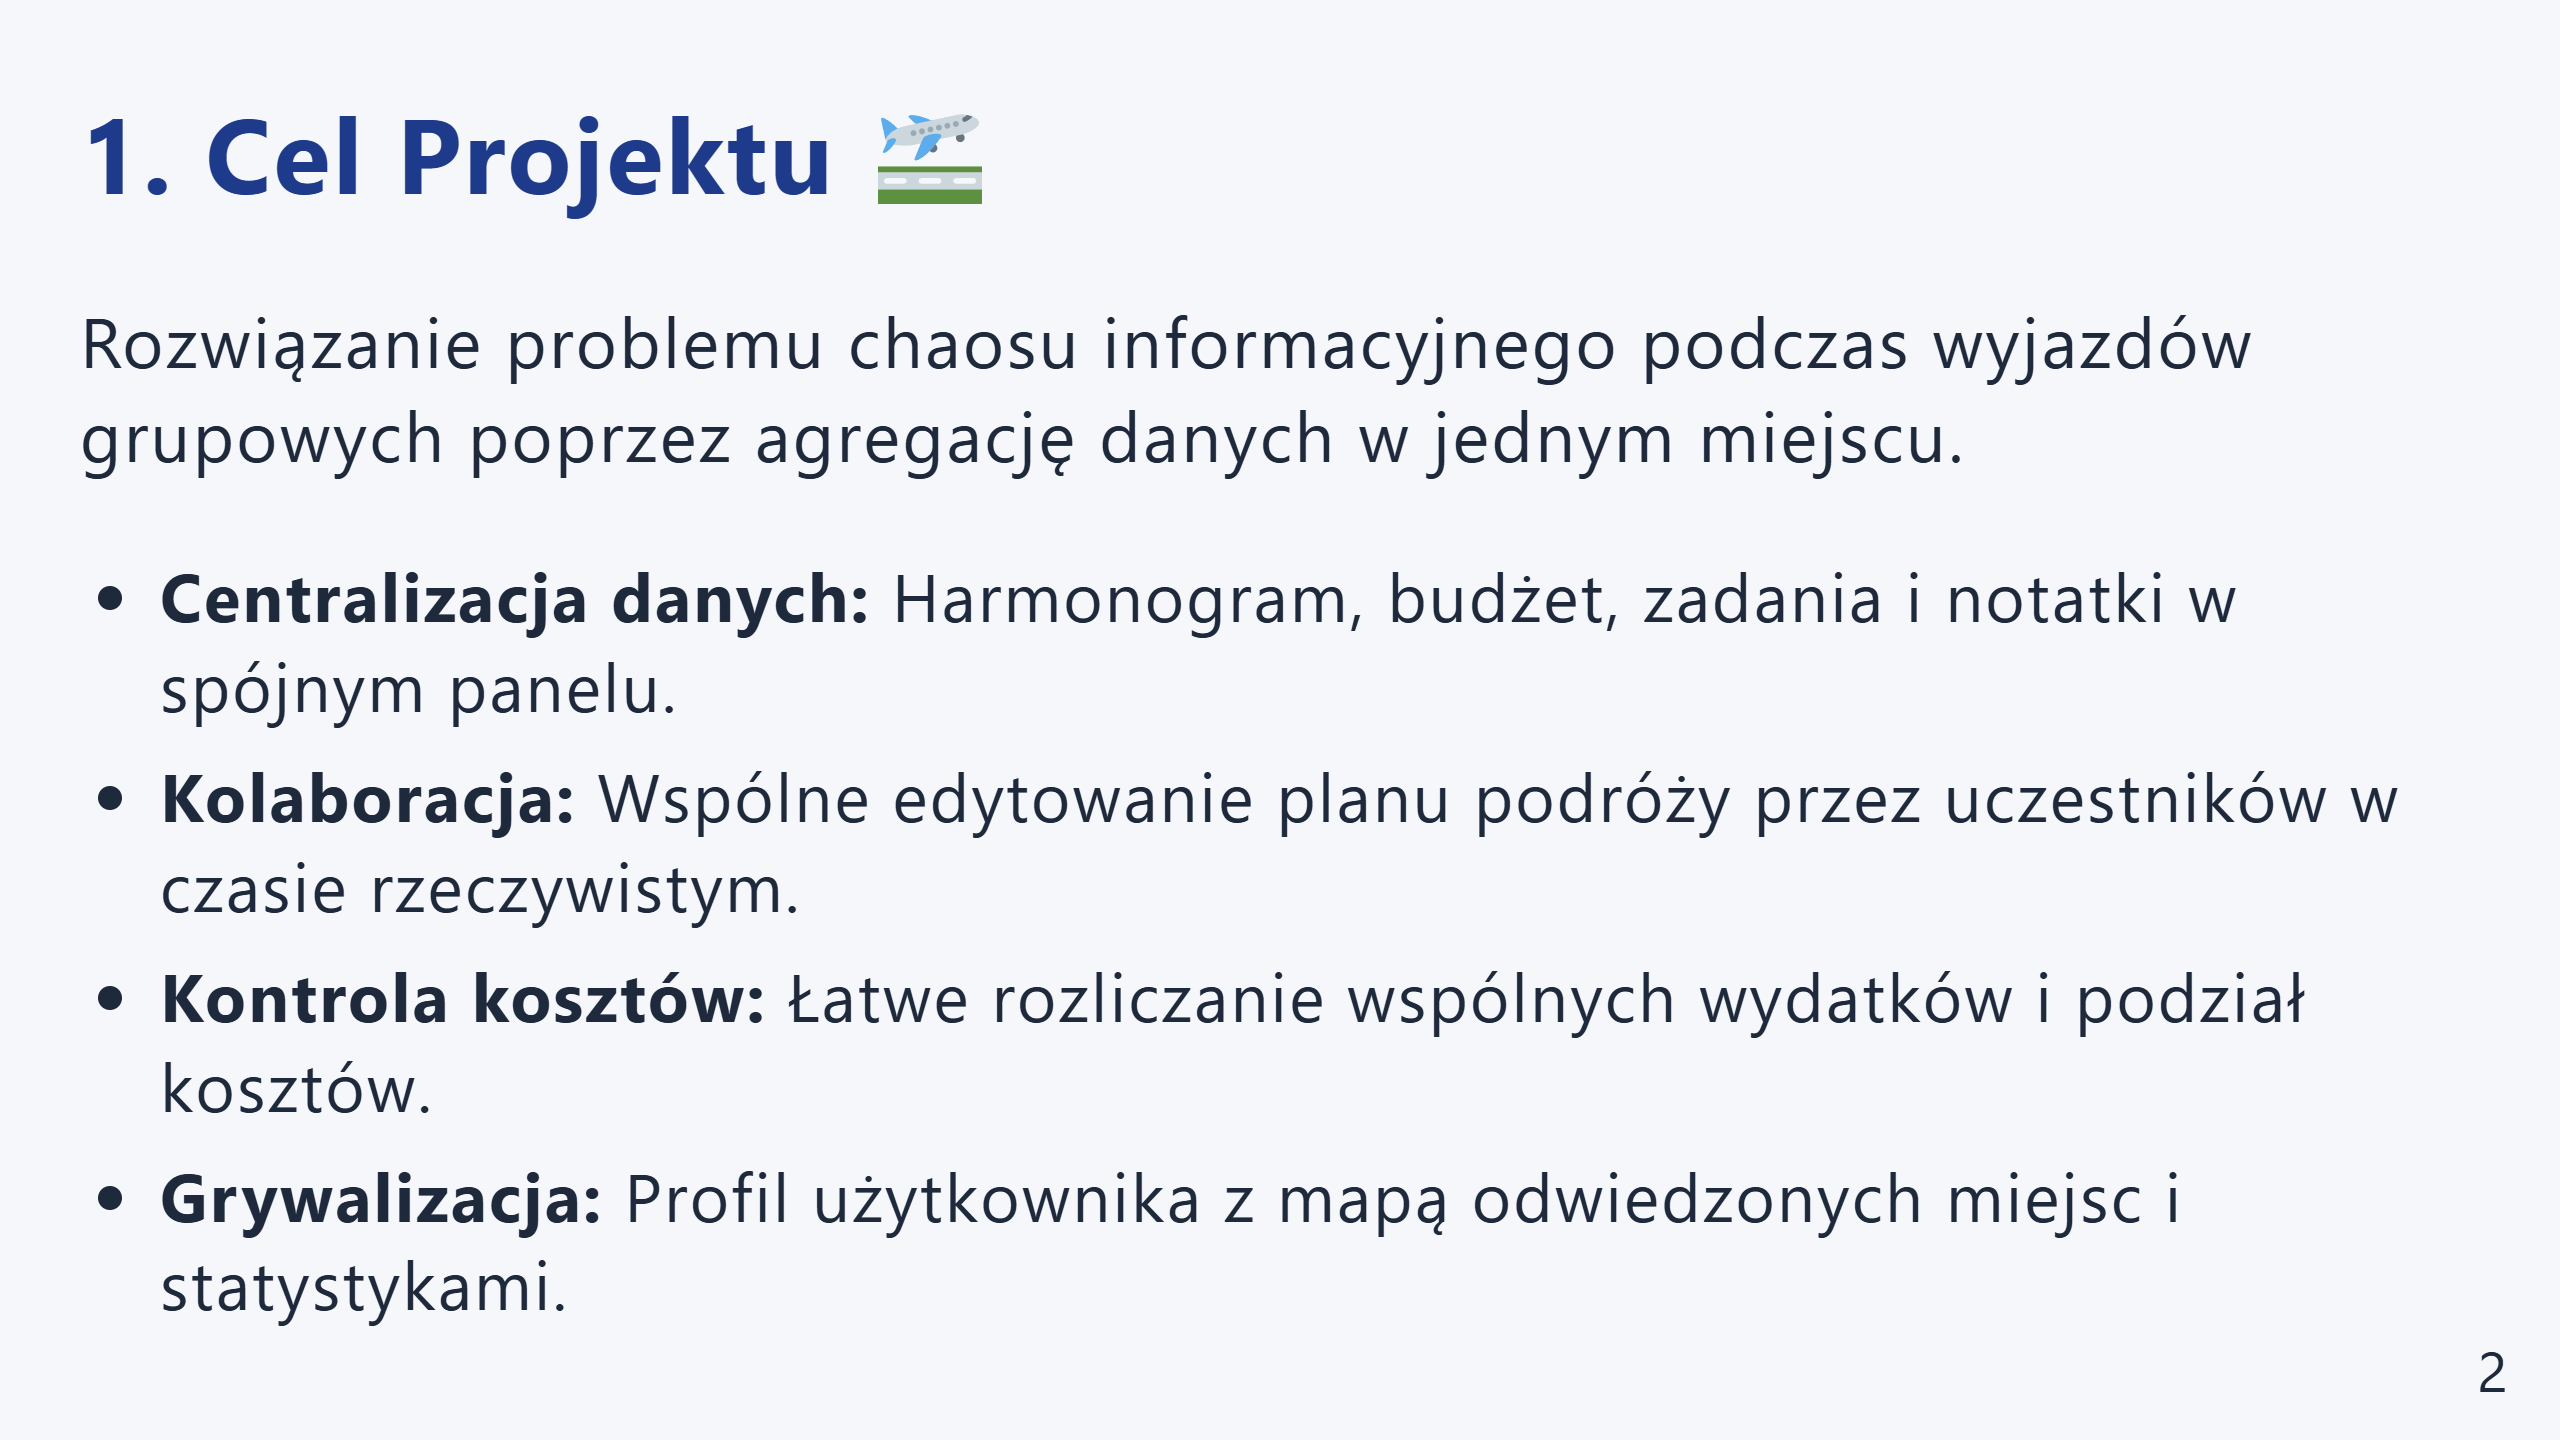 1. Cel Projektu 🛫
Rozwiązanie problemu chaosu informacyjnego podczas wyjazdów
grupowych poprzez agregację danych w jednym miejscu.
• Centralizacja danych: Harmonogram, budżet, zadania i notatki w
spójnym panelu.
• Kolaboracja: Wspólne edytowanie planu podróży przez uczestników w
czasie rzeczywistym.
• Kontrola kosztów: Łatwe rozliczanie wspólnych wydatków i podział
kosztów.
• Grywalizacja: Profil użytkownika z mapą odwiedzonych miejsc i
statystykami.
2